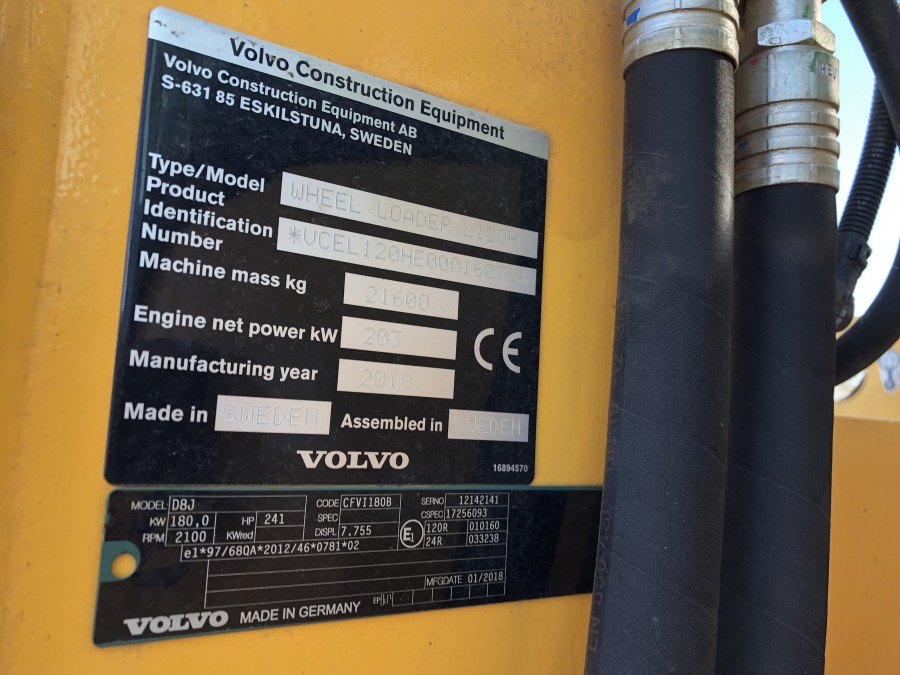 Volvo Construction Equipment
Volvo Construction Equipment AB
S-631 85 ESKILSTUNA, SWEDEN
Type/Model WHEEL LOADER L120H
Product
Identification
Number *VCEL120HE00016075*
Machine mass kg 21600
Engine net power kW 203
CE
Manufacturing year 2018
Made in SWEDEN Assembled in SWEDEN
VOLVO
16894570
MODEL D8J CODE CFVI180B SERNO 12142141
KW 180,0 HP 241 SPEC CSPEC 17256093
RPM 2100 KWred DISPL 7.755 E1 120R 010160
24R 033238
e1*97/68QA*2012/46*0781*02
MFGDATE 01/2018
VOLVO MADE IN GERMANY EP